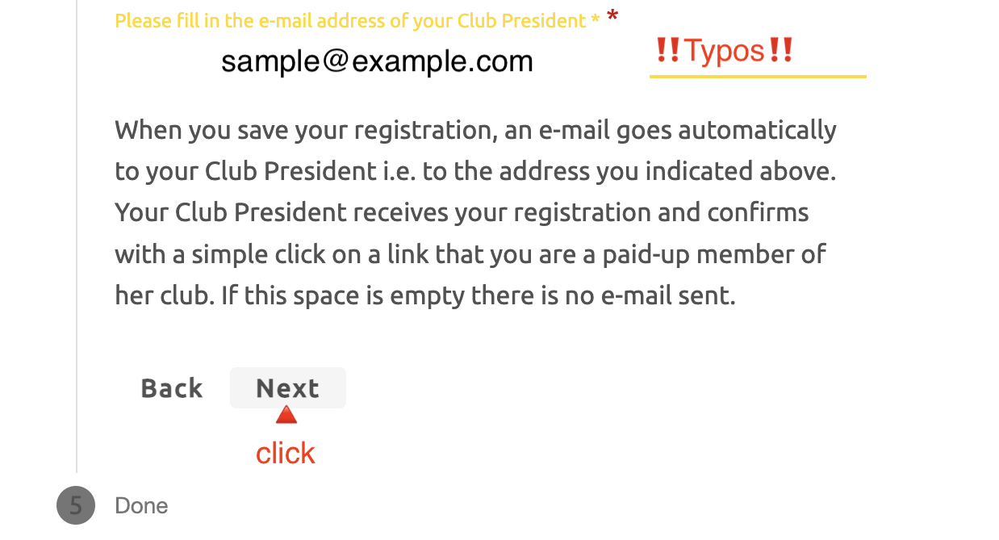 Please fill in the e-mail address of your Club President * *
sample@example.com
‼️Typos‼️
When you save your registration, an e-mail goes automatically
to your Club President i.e. to the address you indicated above.
Your Club President receives your registration and confirms
with a simple click on a link that you are a paid-up member of
her club. If this space is empty there is no e-mail sent.
Back Next
click
5 Done